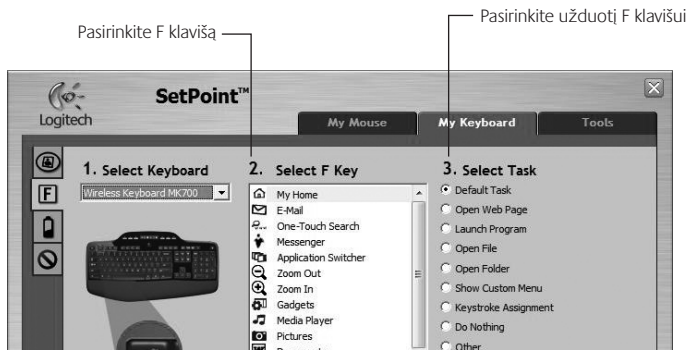 Pasirinkite F klavišą
Pasirinkite užduotį F klavišui
Logitech
SetPoint™
My Mouse
My Keyboard
Tools
1. Select Keyboard
Wireless Keyboard MK700
2. Select F Key
My Home
E-Mail
One-Touch Search
Messenger
Application Switcher
Zoom Out
Zoom In
Gadgets
Media Player
Pictures
3. Select Task
Default Task
Open Web Page
Launch Program
Open File
Open Folder
Show Custom Menu
Keystroke Assignment
Do Nothing
Other